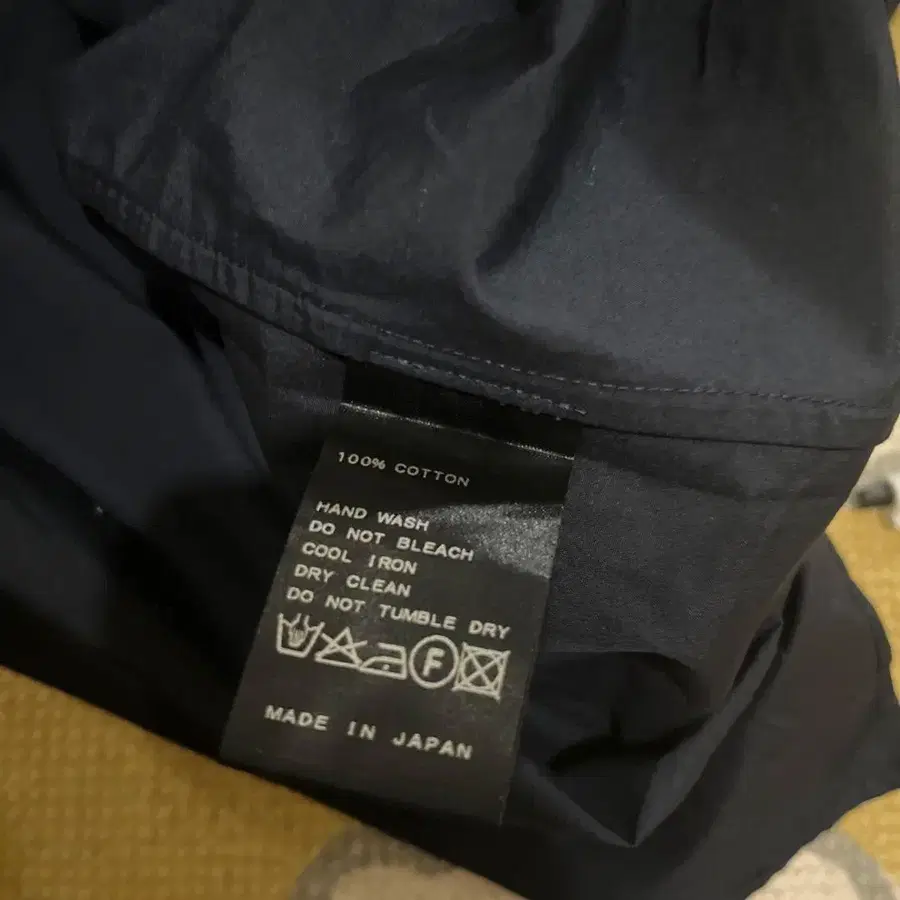 100% COTTON
HAND WASH
DO NOT BLEACH
COOL IRON
DRY CLEAN
DO NOT TUMBLE DRY
F
MADE IN JAPAN